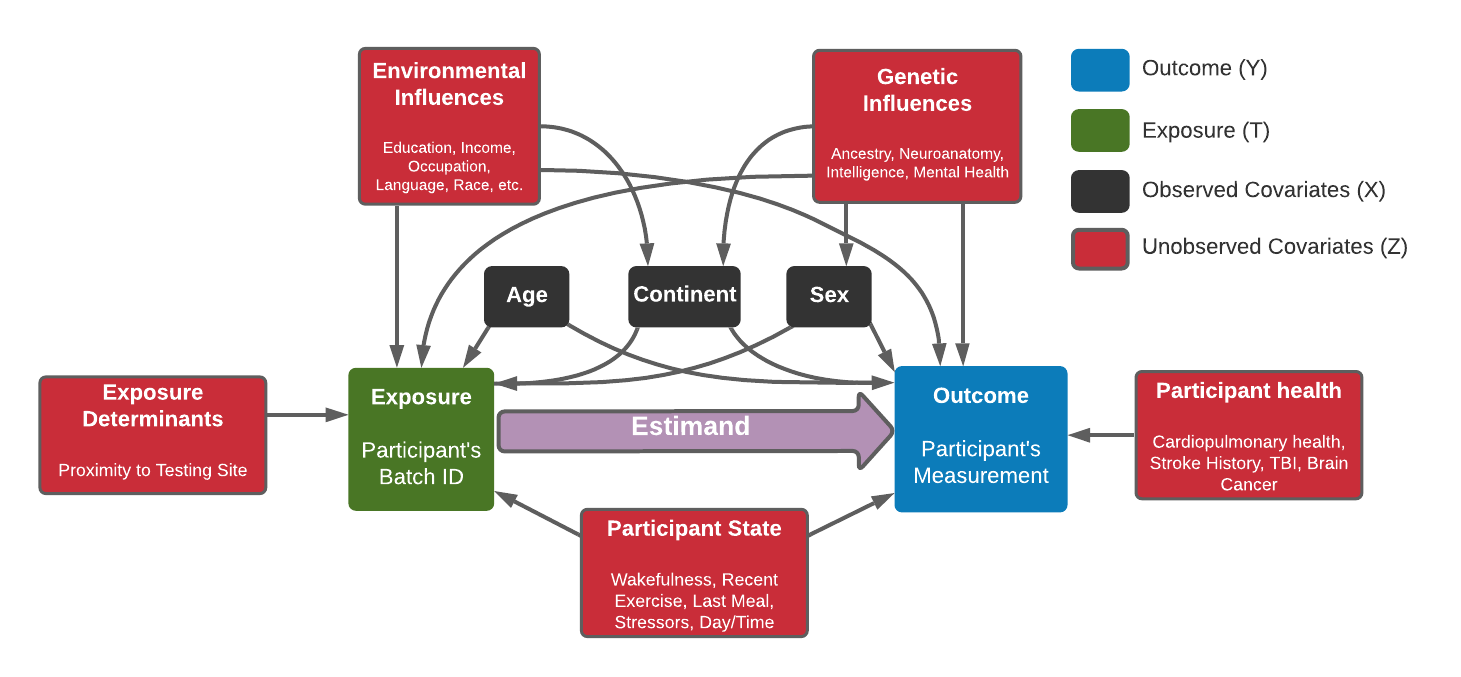 Environmental
Influences
Education, Income,
Occupation,
Language, Race, etc.
Genetic
Influences
Ancestry, Neuroanatomy,
Intelligence, Mental Health
Outcome (Y)
Exposure (T)
Observed Covariates (X)
Unobserved Covariates (Z)
Age
Continent
Sex
Exposure
Determinants
Proximity to Testing Site
Exposure
Participant's
Batch ID
Estimand
Outcome
Participant's
Measurement
Participant health
Cardiopulmonary health,
Stroke History, TBI, Brain
Cancer
Participant State
Wakefulness, Recent
Exercise, Last Meal,
Stressors, Day/Time